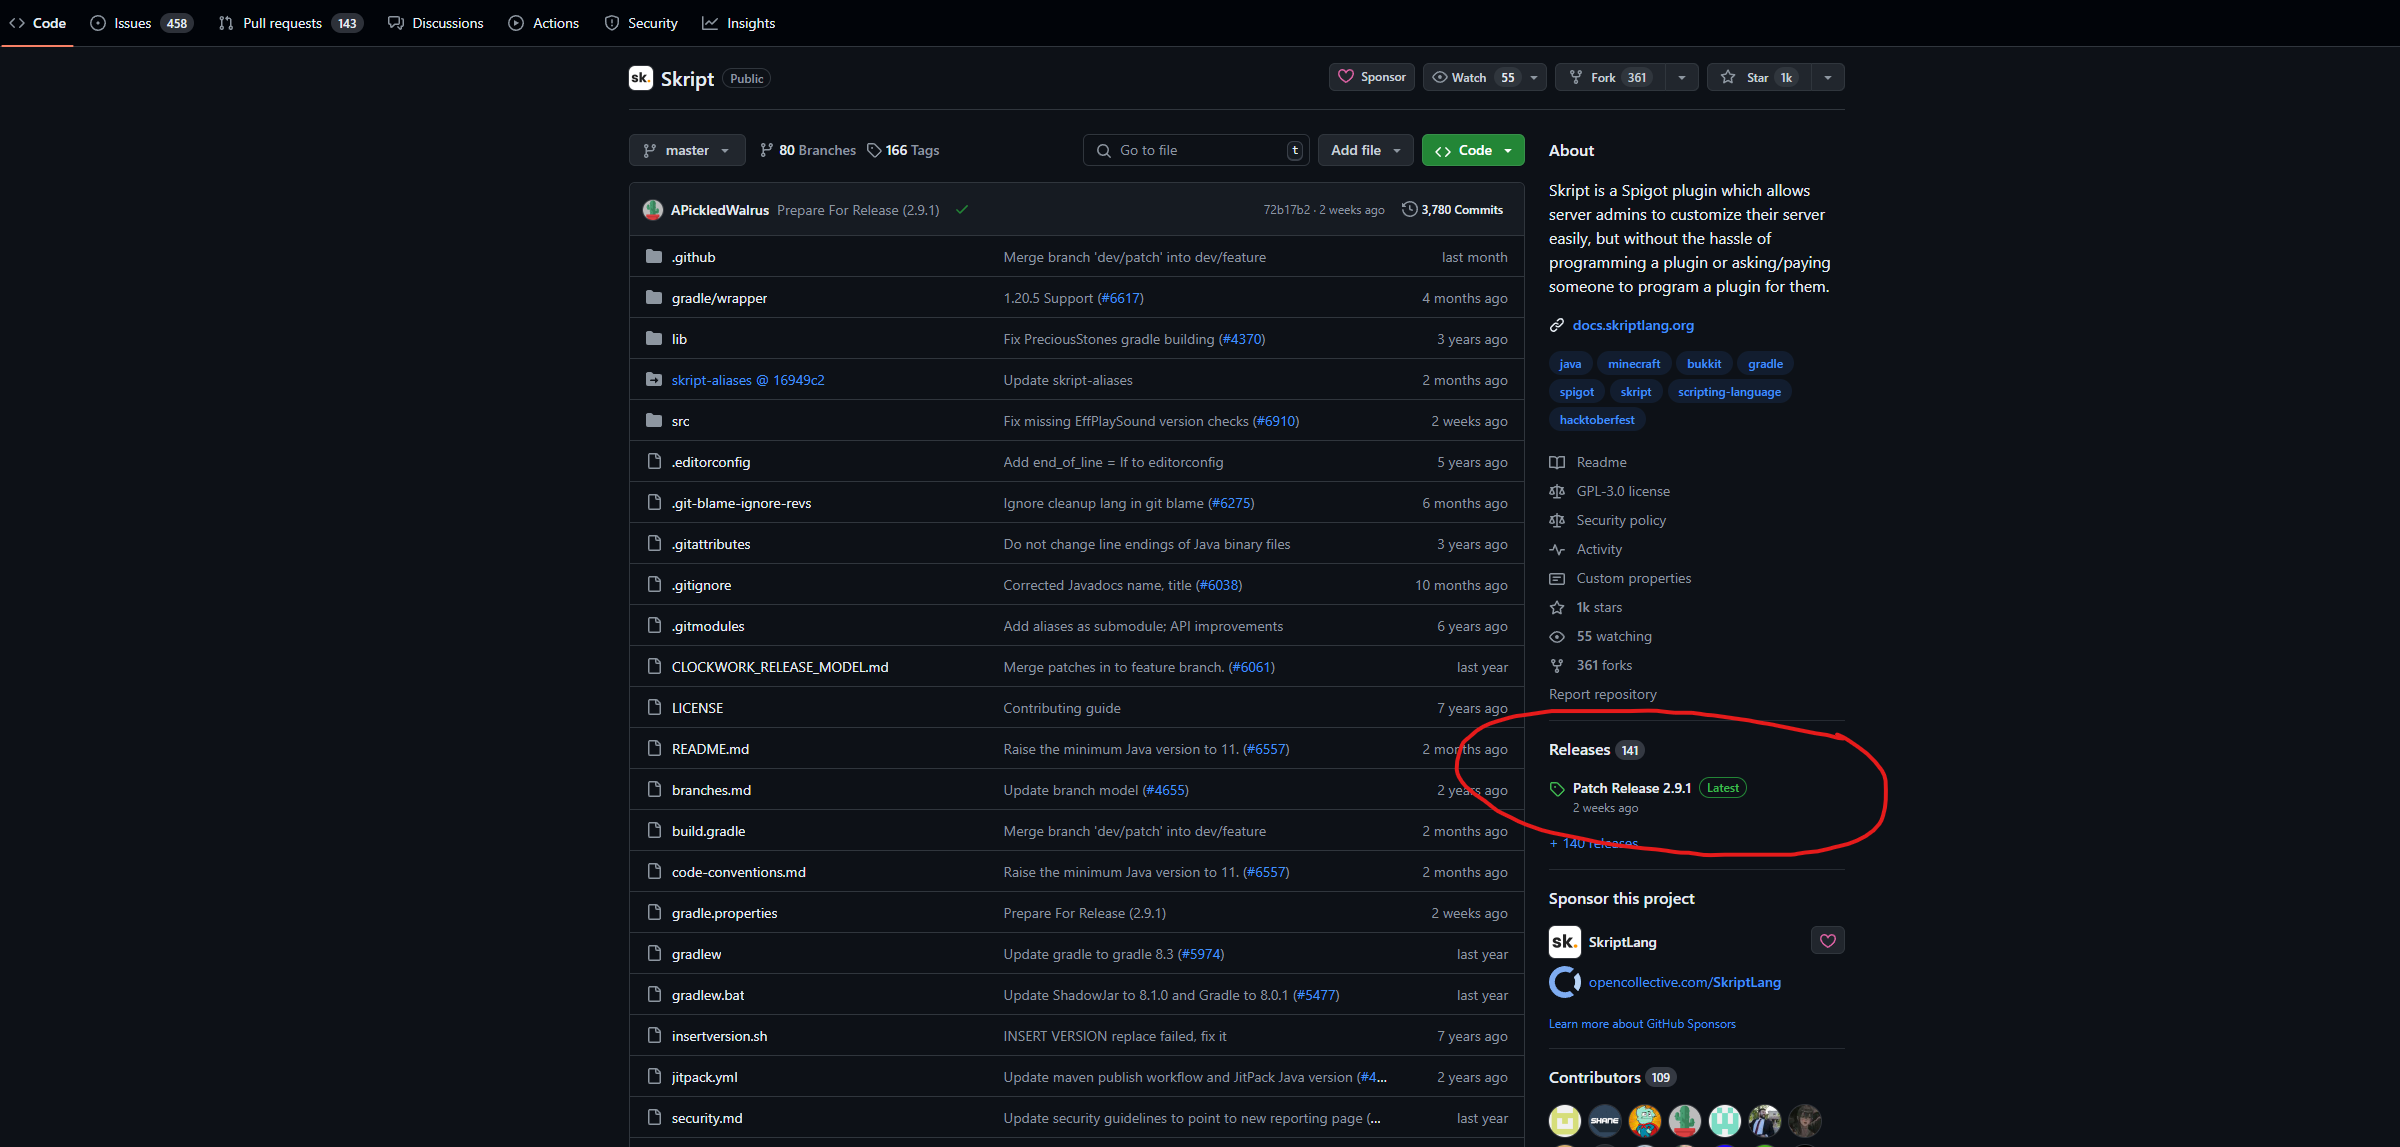 Code Issues 458 Pull requests 143 Discussions Actions Security Insights
sk. Skript Public Sponsor Watch 55 Fork 361 Star 1k
master 80 Branches 166 Tags Go to file t Add file Code
APickledWalrus Prepare For Release (2.9.1) 72b17b2 · 2 weeks ago 3,780 Commits
.github Merge branch 'dev/patch' into dev/feature last month
gradle/wrapper 1.20.5 Support (#6617) 4 months ago
lib Fix PreciousStones gradle building (#4370) 3 years ago
skript-aliases @ 16949c2 Update skript-aliases 2 months ago
src Fix missing EffPlaySound version checks (#6910) 2 weeks ago
.editorconfig Add end_of_line = lf to editorconfig 5 years ago
.git-blame-ignore-revs Ignore cleanup lang in git blame (#6275) 6 months ago
.gitattributes Do not change line endings of Java binary files 3 years ago
.gitignore Corrected Javadocs name, title (#6038) 10 months ago
.gitmodules Add aliases as submodule; API improvements 6 years ago
CLOCKWORK_RELEASE_MODEL.md Merge patches in to feature branch. (#6061) last year
LICENSE Contributing guide 7 years ago
README.md Raise the minimum Java version to 11. (#6557) 2 months ago
branches.md Update branch model (#4655) 2 years ago
build.gradle Merge branch 'dev/patch' into dev/feature 2 months ago
code-conventions.md Raise the minimum Java version to 11. (#6557) 2 months ago
gradle.properties Prepare For Release (2.9.1) 2 weeks ago
gradlew Update gradle to gradle 8.3 (#5974) last year
gradlew.bat Update ShadowJar to 8.1.0 and Gradle to 8.0.1 (#5477) last year
insertversion.sh INSERT VERSION replace failed, fix it 7 years ago
jitpack.yml Update maven publish workflow and JitPack Java version (#4... 2 years ago
security.md Update security guidelines to point to new reporting page (... last year
About
Skript is a Spigot plugin which allows
server admins to customize their server
easily, but without the hassle of
programming a plugin or asking/paying
someone to program a plugin for them.
docs.skriptlang.org
java minecraft bukkit gradle
spigot skript scripting-language
hacktoberfest
Readme
GPL-3.0 license
Security policy
Activity
Custom properties
1k stars
55 watching
361 forks
Report repository
Releases 141
Patch Release 2.9.1 Latest
2 weeks ago
+ 140 releases
Sponsor this project
sk. SkriptLang
opencollective.com/SkriptLang
Learn more about GitHub Sponsors
Contributors 109
SHANE